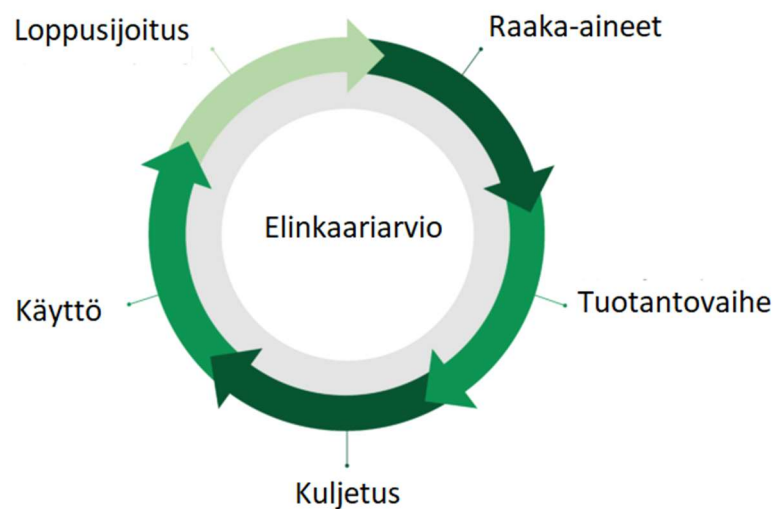 Loppusijoitus
Raaka-aineet
Elinkaariarvio
Käyttö
Tuotantovaihe
Kuljetus